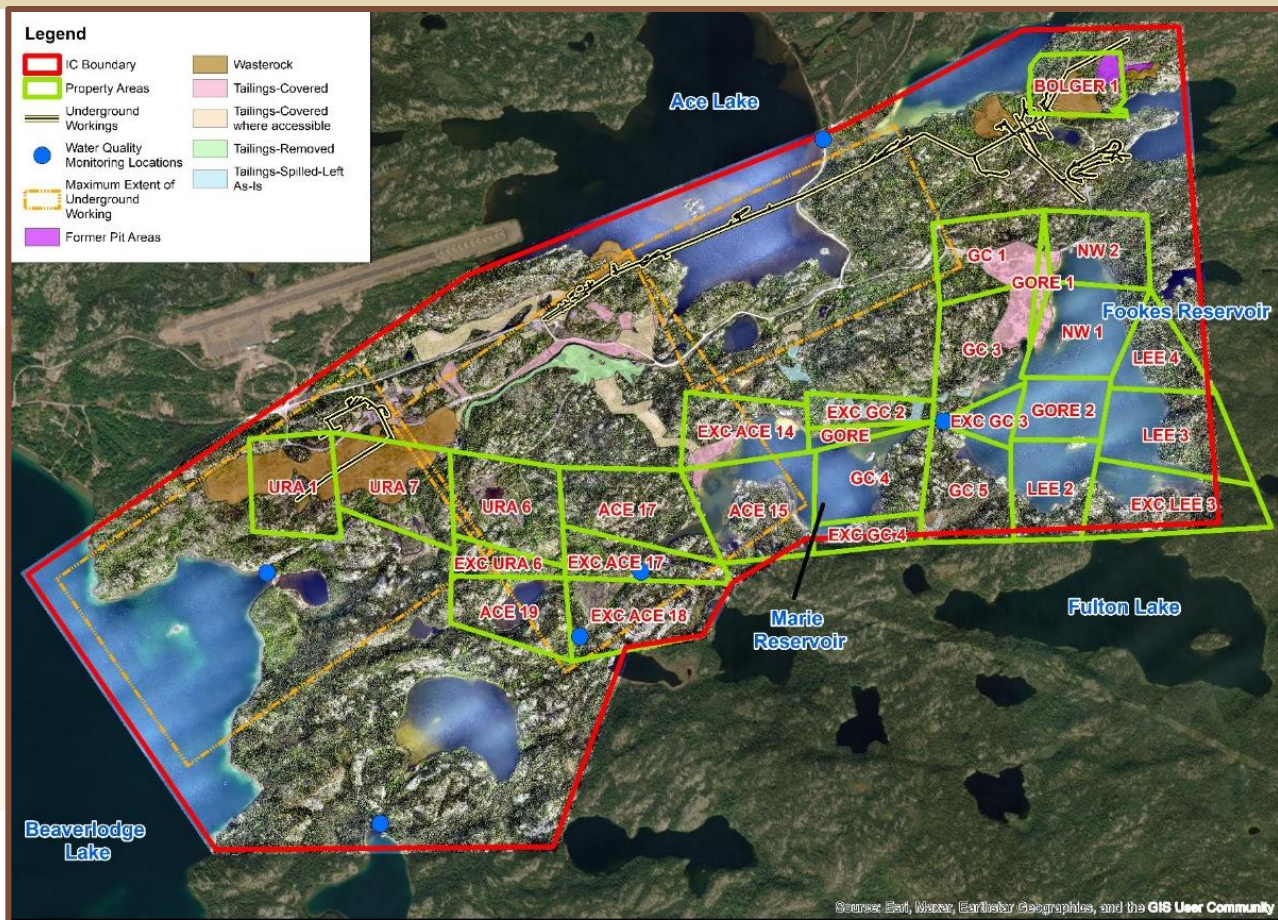 Legend
IC Boundary
Property Areas
Underground
Workings
Water Quality
Monitoring Locations
Maximum Extent of
Underground
Working
Former Pit Areas
Wasterock
Tailings-Covered
Tailings-Covered
where accessible
Tailings-Removed
Tailings-Spilled-Left
As-Is
Ace Lake
BOLGER 1
GC 1
NW 2
GORE 1
Fookes Reservoir
NW 1
GC 3
LEE 4
EXC GC 2
GORE 2
EXC GC 3
EXC ACE 14
GORE
LEE 3
URA 1
URA 7
GC 4
URA 6
ACE 17
ACE 15
GC 5
LEE 2
EXC LEE 3
EXC GC 4
EXC URA 6
EXC ACE 17
ACE 19
EXC ACE 18
Marie
Reservoir
Fulton Lake
Beaverlodge
Lake
Source: Esri, Maxar, Earthstar Geographics, and the GIS User Community